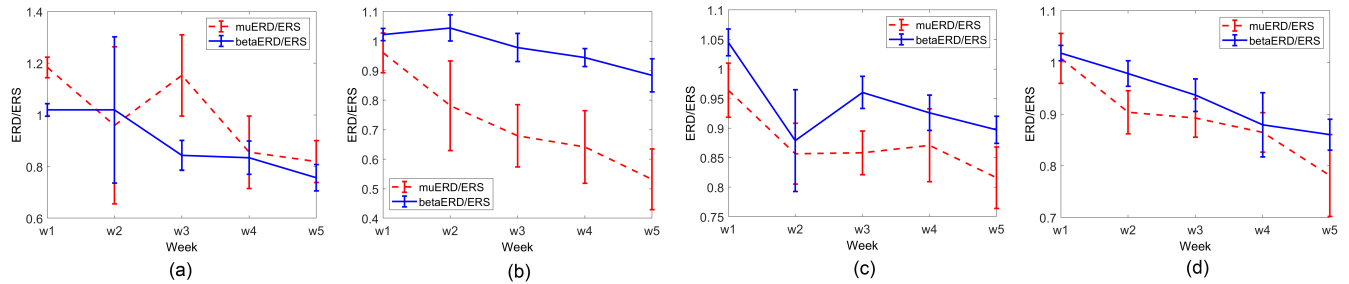 1.4
1.2
1
0.8
0.6
ERD/ERS
muERD/ERS
betaERD/ERS
w1 w2 w3 w4 w5
Week
(a)
1.1
1
0.9
0.8
0.7
0.6
0.5
0.4
ERD/ERS
muERD/ERS
betaERD/ERS
w1 w2 w3 w4 w5
Week
(b)
1.1
1.05
1
0.95
0.9
0.85
0.8
0.75
ERD/ERS
muERD/ERS
betaERD/ERS
w1 w2 w3 w4 w5
Week
(c)
1.1
1
0.9
0.8
0.7
ERD/ERS
muERD/ERS
betaERD/ERS
w1 w2 w3 w4 w5
Week
(d)